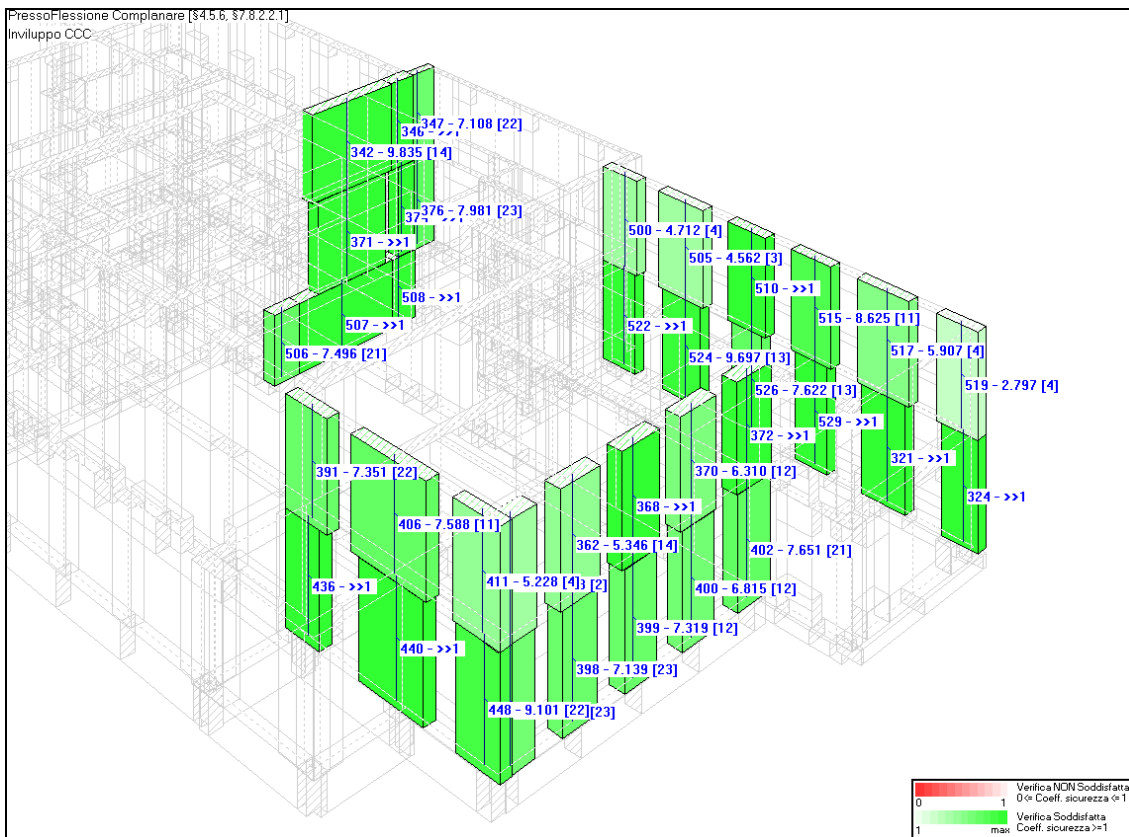 PressoFlessione Complanare [§4.5.6, §7.8.2.2.1]
Inviluppo CCC
347 - 7.108 [22]
346 - >>1
342 - 9.835 [14]
376 - 7.981 [23]
371 - >>1
508 - >>1
507 - >>1
506 - 7.496 [21]
500 - 4.712 [4]
505 - 4.562 [3]
510 - >>1
515 - 8.625 [11]
517 - 5.907 [4]
519 - 2.797 [4]
522 - >>1
524 - 9.697 [13]
526 - 7.622 [13]
529 - >>1
321 - >>1
324 - >>1
372 - >>1
370 - 6.310 [12]
368 - >>1
362 - 5.346 [14]
391 - 7.351 [22]
406 - 7.588 [11]
411 - 5.228 [4]
[2]
402 - 7.651 [21]
400 - 6.815 [12]
399 - 7.319 [12]
398 - 7.139 [23]
436 - >>1
440 - >>1
448 - 9.101 [22]
[23]
Verifica NON Soddisfatta
0<= Coeff. sicurezza <=1
0 1
Verifica Soddisfatta
Coeff. sicurezza >=1
1 max